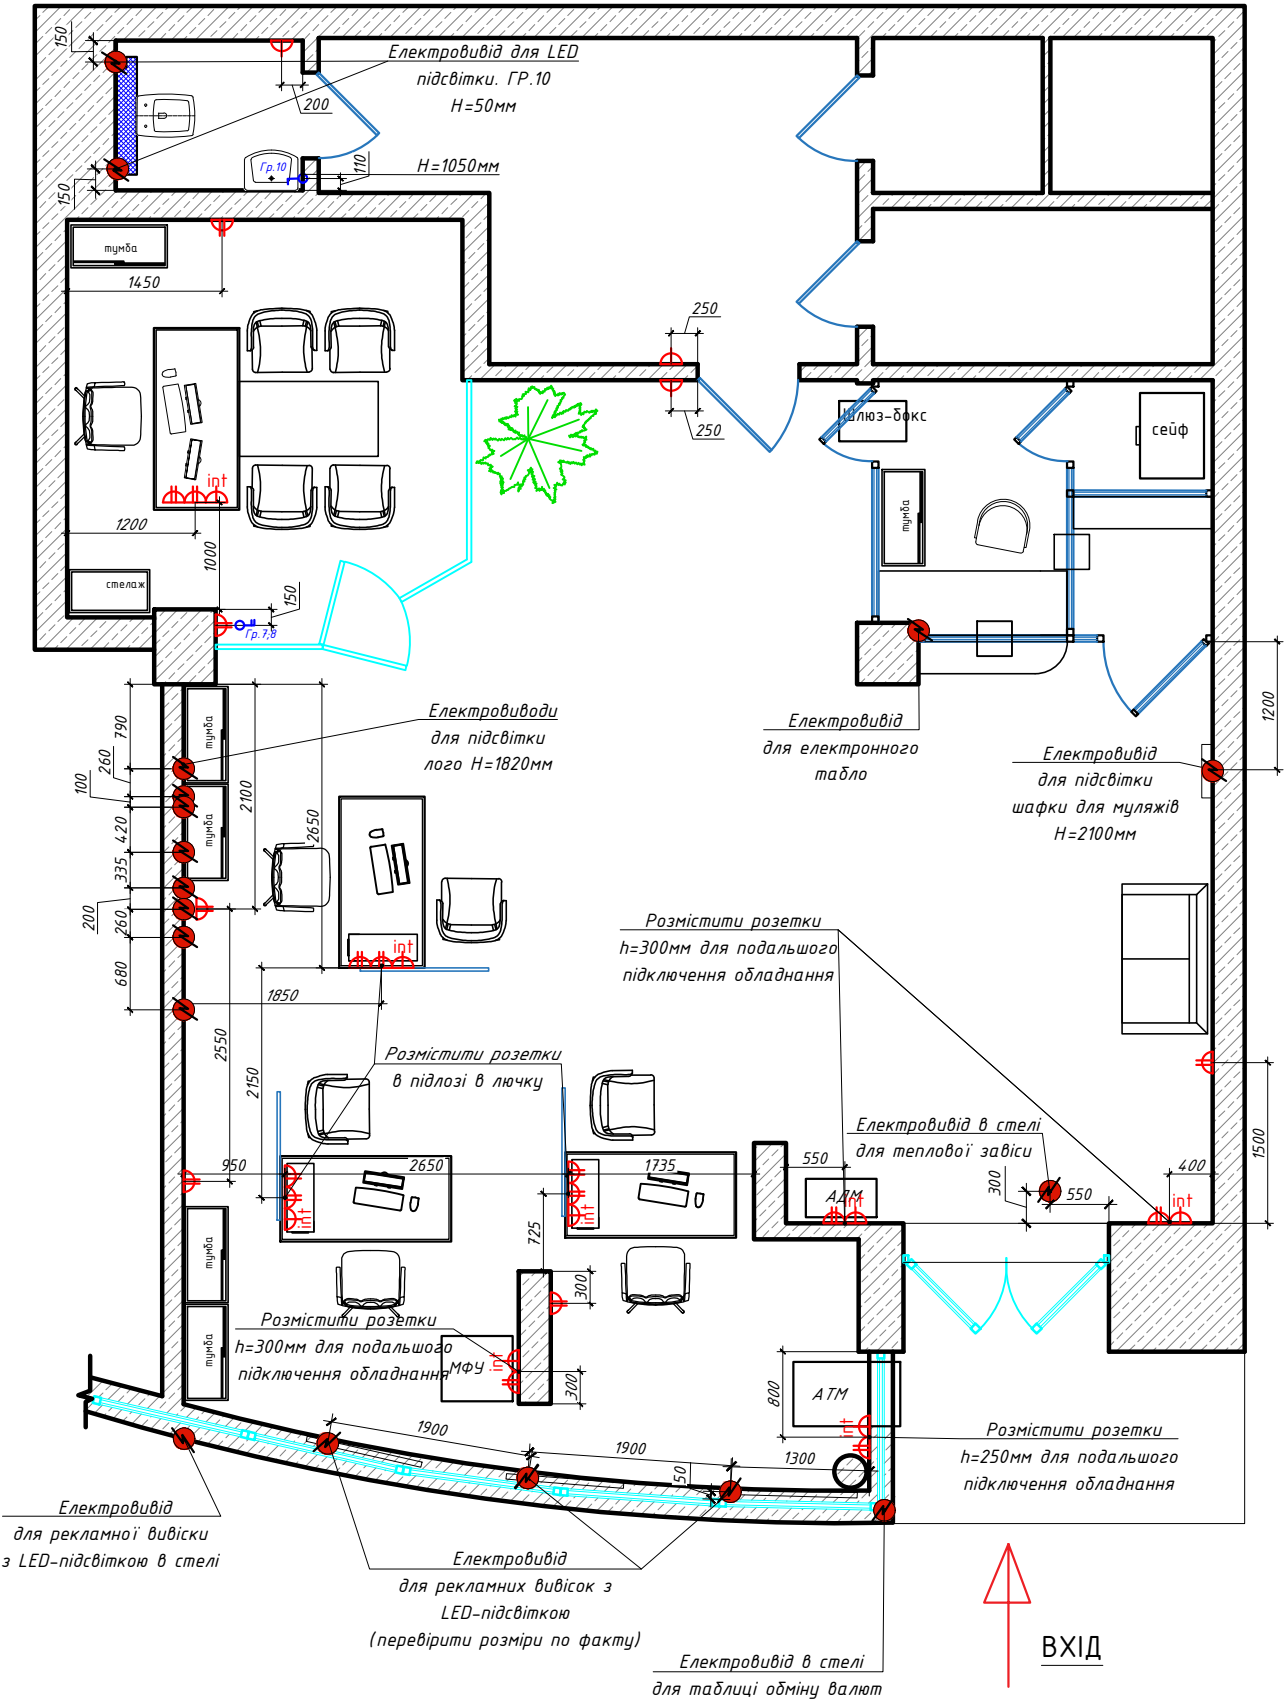 150
Електровивід для LED
підсвітки. ГР.10
Н=50мм
200
Гр.10
110
Н=1050мм
150
тумба
1450
250
250
шлюз-бокс
сейф
int
1200
1000
тумба
стелаж
150
Гр.7;8
790
тумба
260
100
420
тумба
335
200
260
680
2100
2650
Електровиводи
для підсвітки
лого Н=1820мм
Електровивід
для електронного
табло
1200
Електровивід
для підсвітки
шафки для муляжів
Н=2100мм
int
1850
2550
2150
Розмістити розетки
h=300мм для подальшого
підключення обладнання
Розмістити розетки
в підлозі в лючку
950
2650
1735
int
int
725
550
АДМ
int
Електровивід в стелі
для теплової завіси
300
550
400
int
1500
тумба
тумба
Розмістити розетки
h=300мм для подальшого
підключення обладнання
МФУ
int
300
300
800
АТМ
int
1900
1900
1300
50
Розмістити розетки
h=250мм для подальшого
підключення обладнання
Електровивід
для рекламної вивіски
з LED-підсвіткою в стелі
Електровивід
для рекламних вивісок з
LED-підсвіткою
(перевірити розміри по факту)
Електровивід в стелі
для таблиці обміну валют
ВХІД